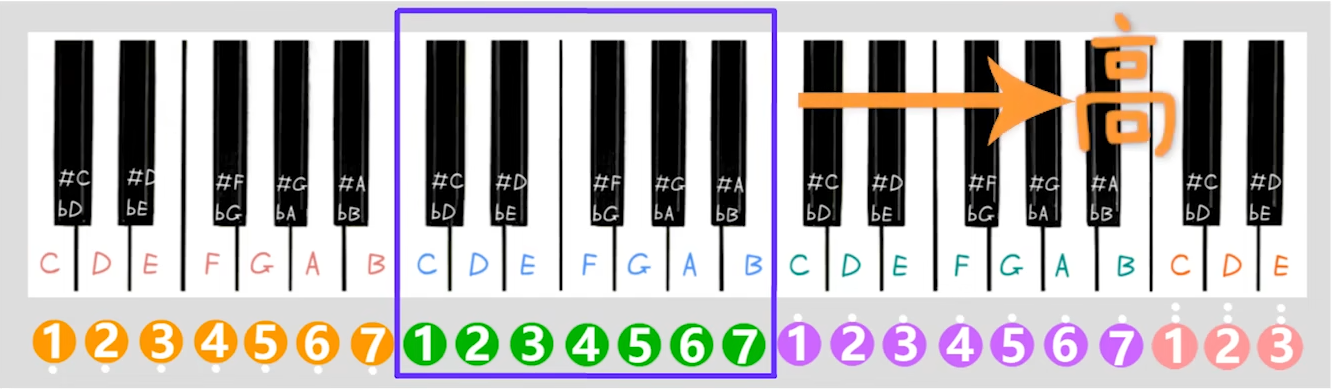 高
#C #D #F #G #A #C #D #F #G #A #C #D #F #G #A #C #D
bD bE bG bA bB bD bE bG bA bB bD bE bG bA bB bD bE
C D E F G A B C D E F G A B C D E F G A B C D E
1 2 3 4 5 6 7 1 2 3 4 5 6 7 1 2 3 4 5 6 7 1 2 3